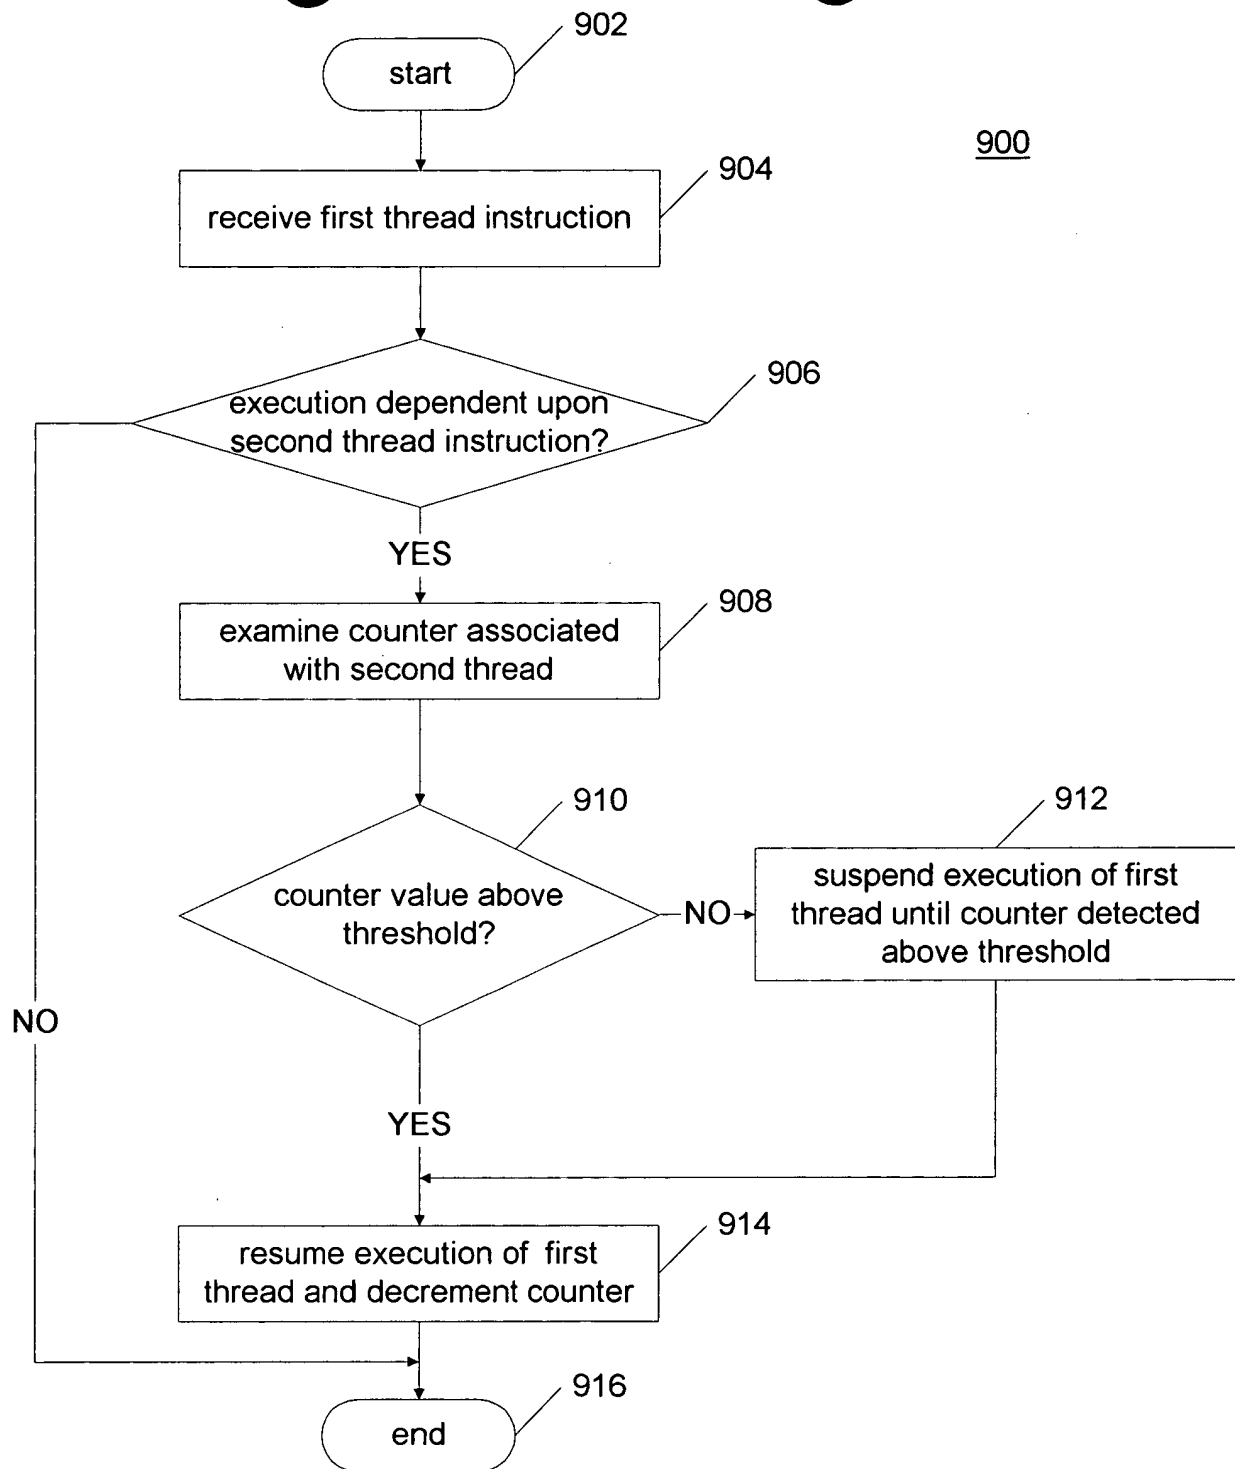 902
start
900
904
receive first thread instruction
906
execution dependent upon
second thread instruction?
YES
908
examine counter associated
with second thread
910
912
counter value above
threshold?
NO
suspend execution of first
thread until counter detected
above threshold
NO
YES
914
resume execution of first
thread and decrement counter
916
end